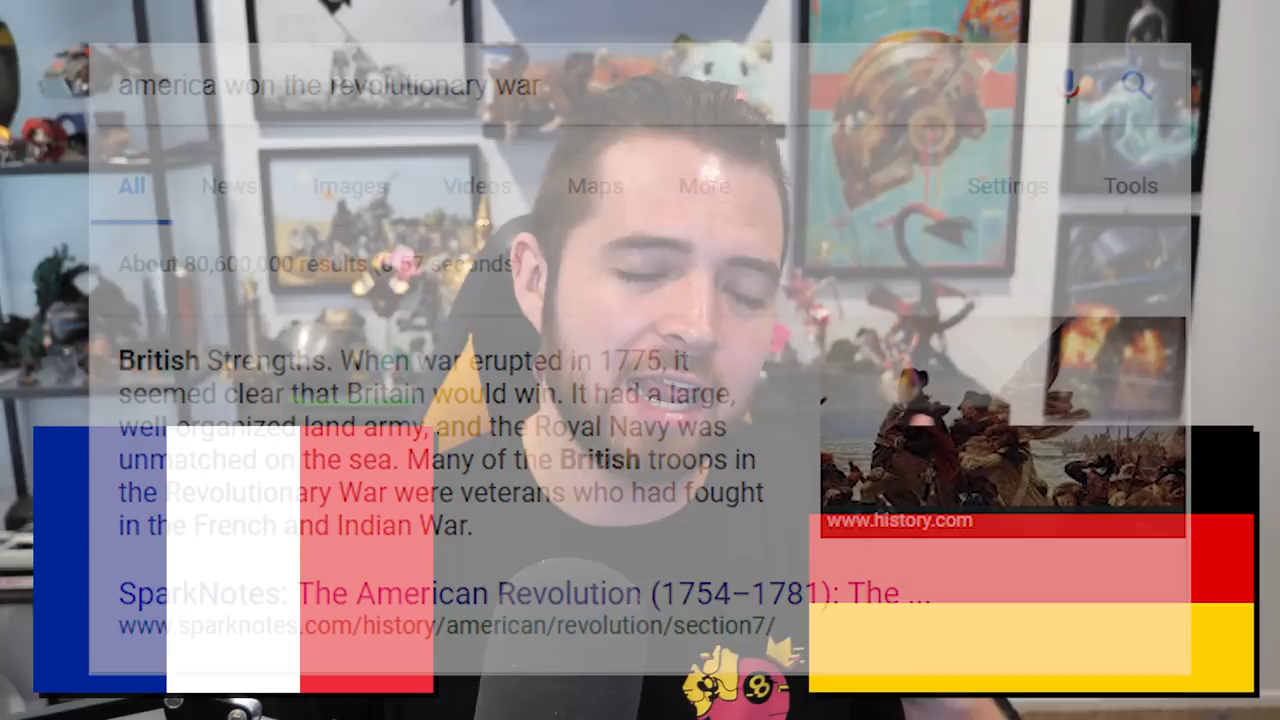 america won the revolutionary war
All News Images Videos Maps More Settings Tools
About 80,600,000 results 0.57 seconds
British Strengths. When war erupted in 1775, it
seemed clear that Britain would win. It had a large,
well-organized land army, and the Royal Navy was
unmatched on the sea. Many of the British troops in
the Revolutionary War were veterans who had fought
in the French and Indian War.
www.history.com
SparkNotes: The American Revolution (1754–1781): The ...
www.sparknotes.com/history/american/revolution/section7/
8